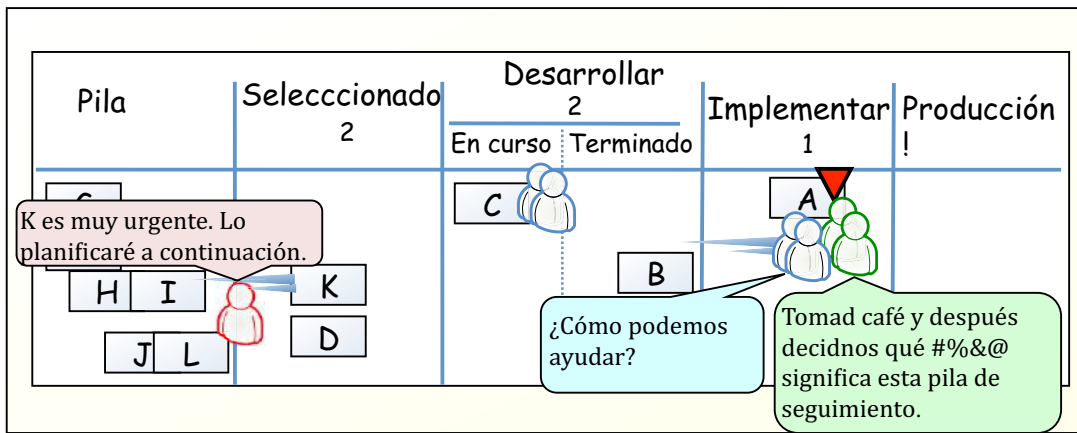 Desarrollar
2
Pila
Selecccionado
2
Implementar
1
Producción
!
En curso
Terminado
C
A
K es muy urgente. Lo
planificaré a continuación.
H
I
K
B
J
L
D
¿Cómo podemos
ayudar?
Tomad café y después
decidnos qué #%&@
significa esta pila de
seguimiento.